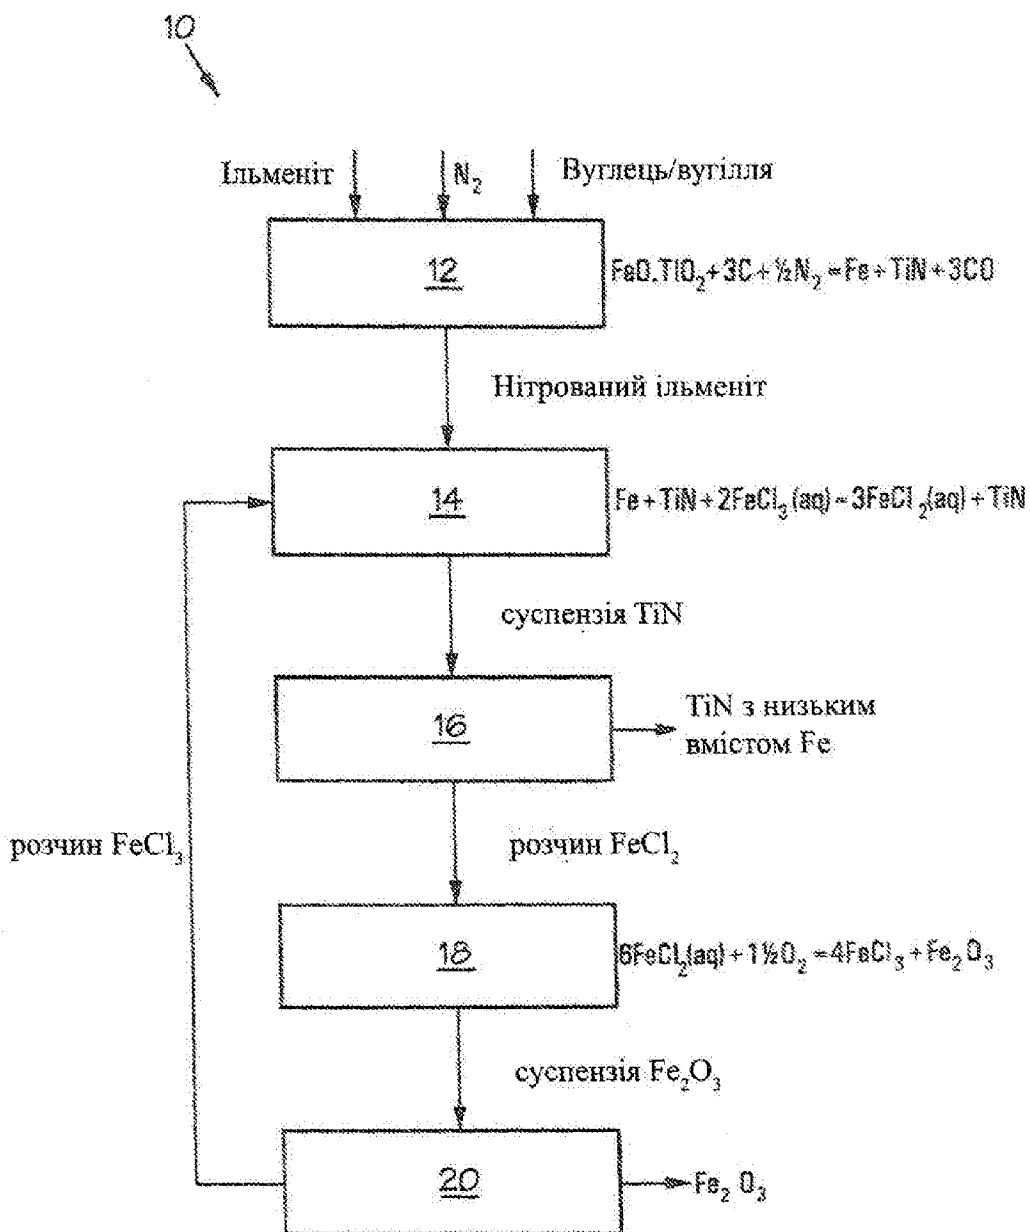 10
Ільменіт
N₂
Вуглець/вугілля
12
FeO.TiO₂+3C+½N₂=Fe+TiN+3CO
Нітрований ільменіт
14
Fe+TiN+2FeCl₃(aq)=3FeCl₂(aq)+TiN
суспензія TiN
16
TiN з низьким
вмістом Fe
розчин FeCl₃
розчин FeCl₂
18
6FeCl₂(aq)+1½O₂=4FeCl₃+Fe₂O₃
суспензія Fe₂O₃
20
Fe₂O₃